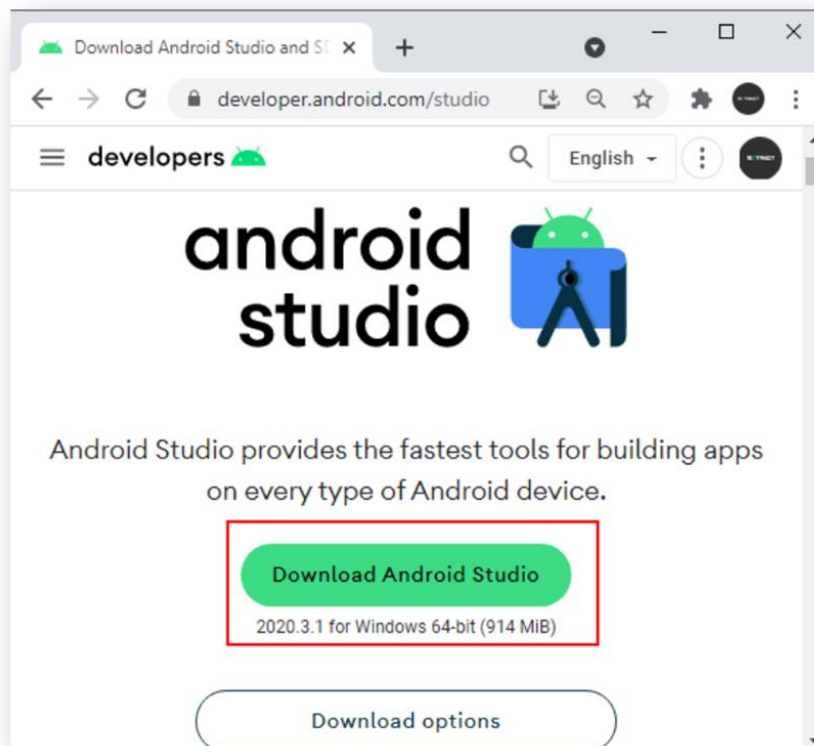 Download Android Studio and S
developer.android.com/studio
developers
English
android
studio
Android Studio provides the fastest tools for building apps
on every type of Android device.
Download Android Studio
2020.3.1 for Windows 64-bit (914 MiB)
Download options